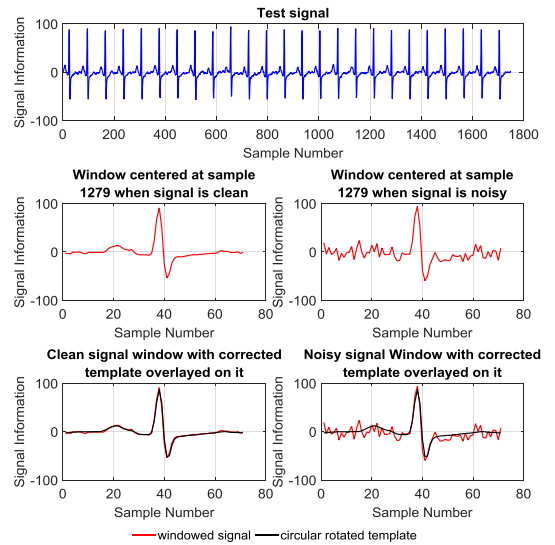 Test signal
Signal Information
100
0
-100
0 200 400 600 800 1000 1200 1400 1600 1800
Sample Number
Window centered at sample
1279 when signal is clean
Signal Information
100
0
-100
0 20 40 60 80
Sample Number
Window centered at sample
1279 when signal is noisy
Signal Information
100
0
-100
0 20 40 60 80
Sample Number
Clean signal window with corrected
template overlayed on it
Signal Information
100
0
-100
0 20 40 60 80
Sample Number
Noisy signal Window with corrected
template overlayed on it
Signal Information
100
0
-100
0 20 40 60 80
Sample Number
windowed signal circular rotated template